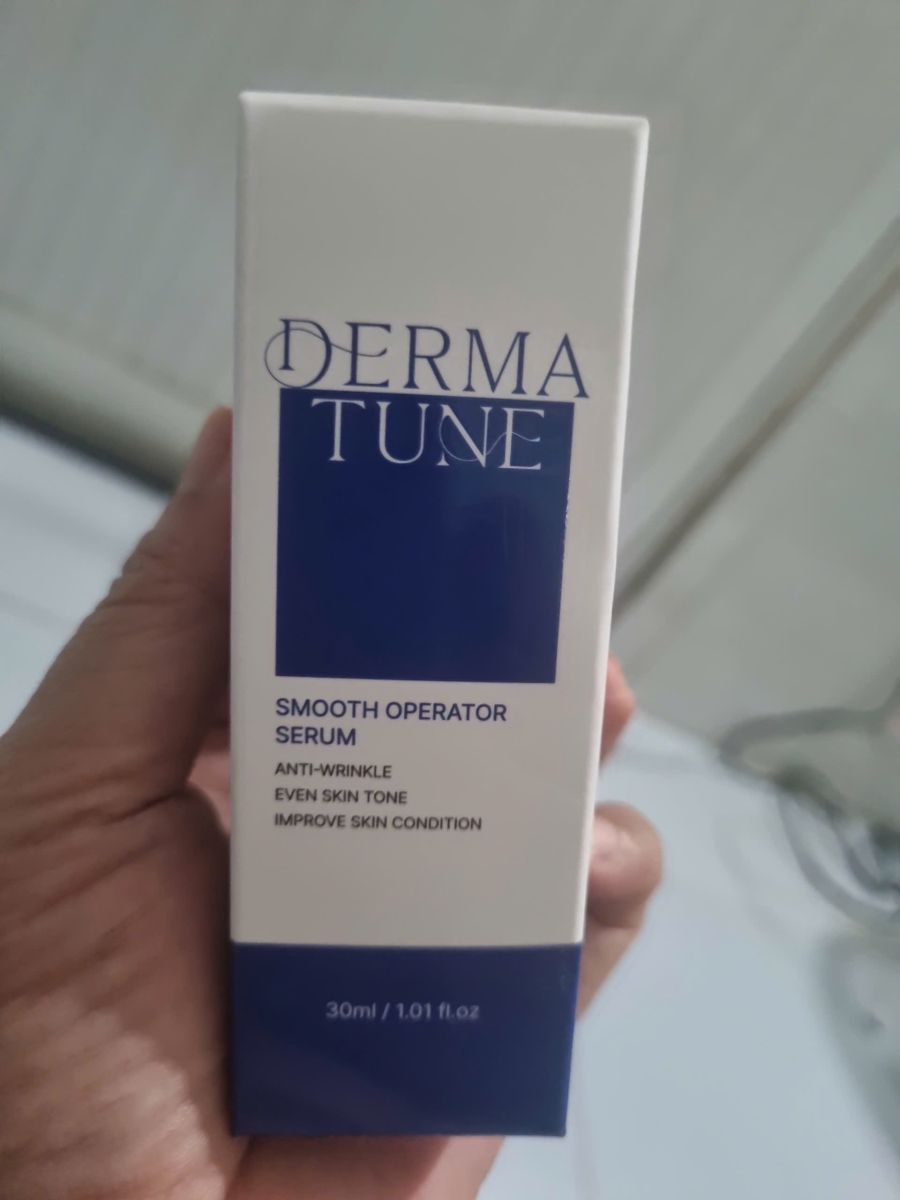 DERMA
TUNE
SMOOTH OPERATOR
SERUM
ANTI-WRINKLE
EVEN SKIN TONE
IMPROVE SKIN CONDITION
30ml / 1.01 fl.oz